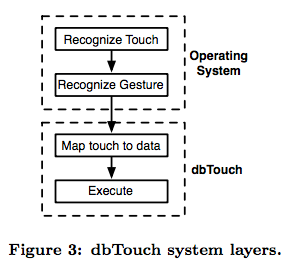 Recognize Touch
Operating
System
Recognize Gesture
Map touch to data
dbTouch
Execute
Figure 3: dbTouch system layers.